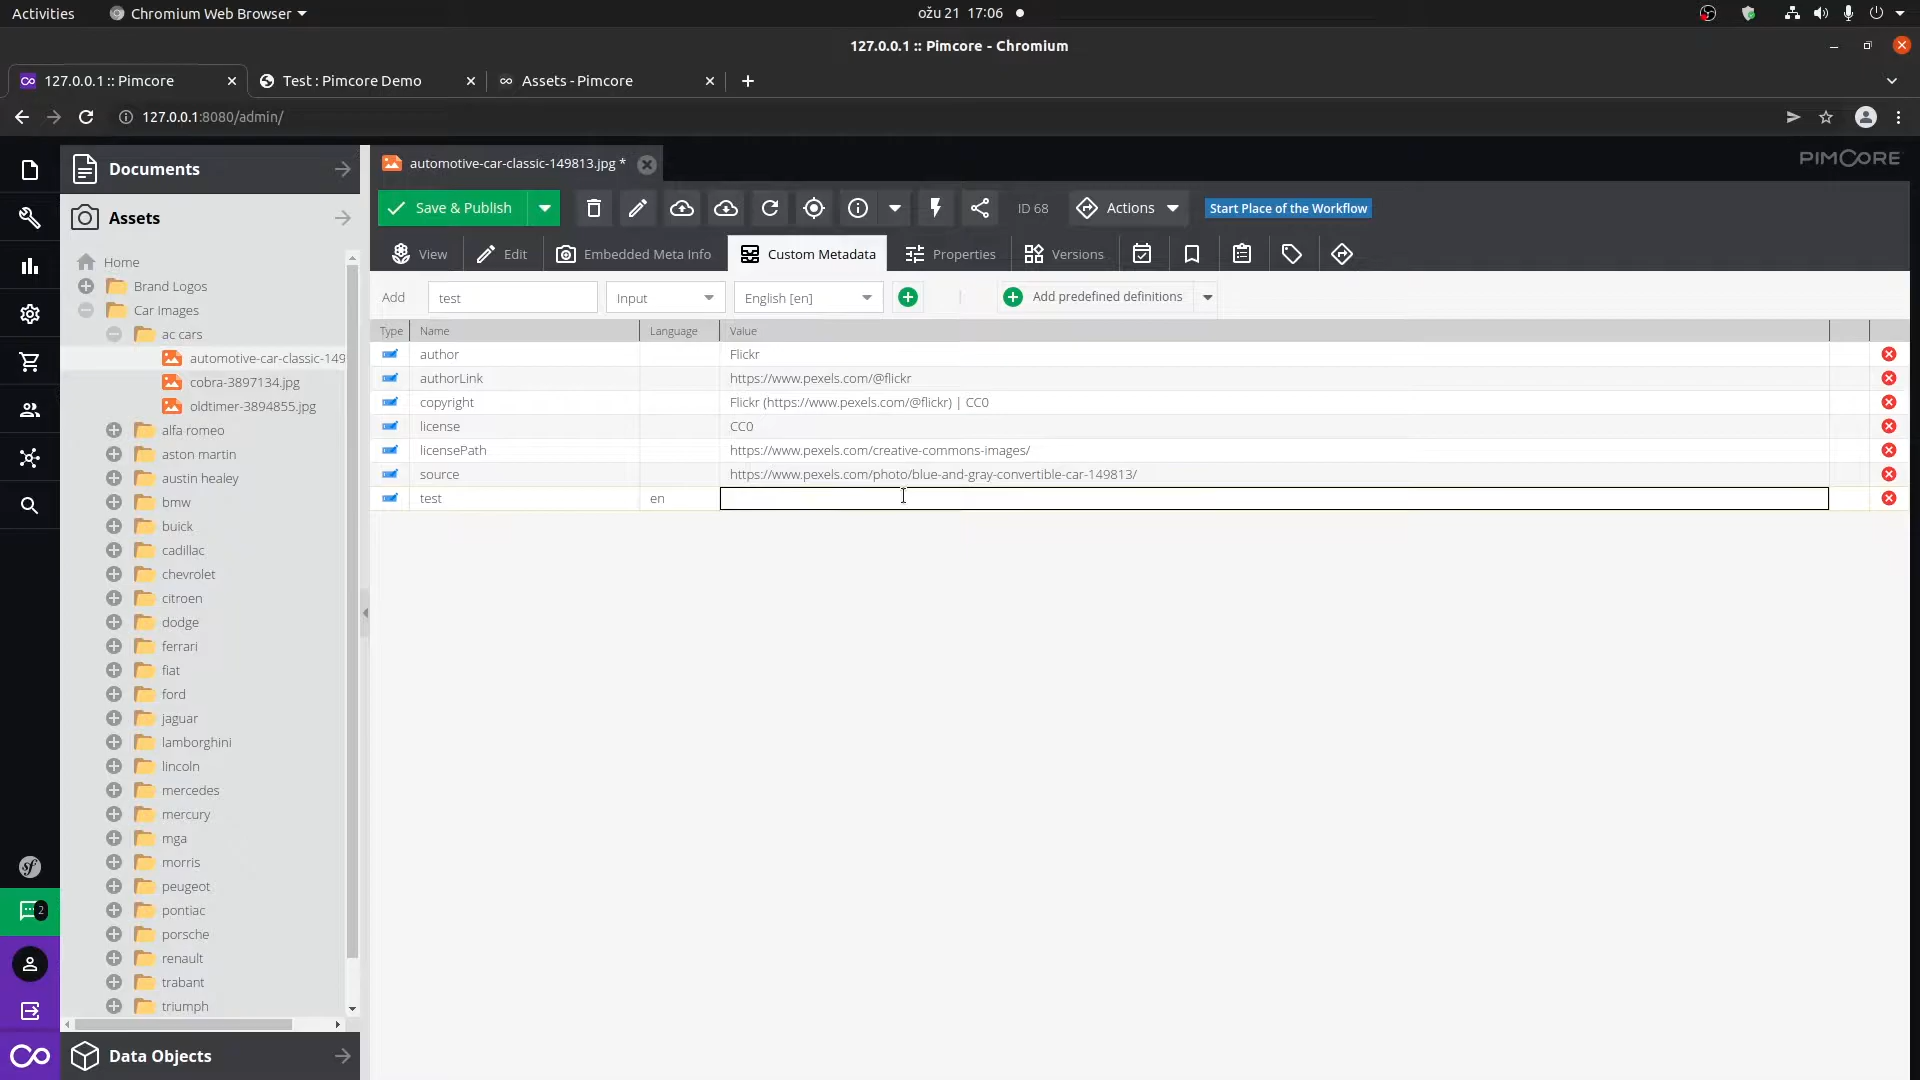 Activities
Chromium Web Browser
ožu 21 17:06
127.0.0.1 :: Pimcore - Chromium
127.0.0.1 :: Pimcore
Test : Pimcore Demo
Assets - Pimcore
127.0.0.1:8080/admin/
Documents
automotive-car-classic-149813.jpg *
PIMCORE
Assets
Save & Publish
ID 68
Actions
Start Place of the Workflow
View
Edit
Embedded Meta Info
Custom Metadata
Properties
Versions
Add
test
Input
English [en]
Add predefined definitions
Type Name Language Value
author Flickr
authorLink https://www.pexels.com/@flickr
copyright Flickr (https://www.pexels.com/@flickr) | CC0
license CC0
licensePath https://www.pexels.com/creative-commons-images/
source https://www.pexels.com/photo/blue-and-gray-convertible-car-149813/
test en
Home
Brand Logos
Car Images
ac cars
automotive-car-classic-149
cobra-3897134.jpg
oldtimer-3894855.jpg
alfa romeo
aston martin
austin healey
bmw
buick
cadillac
chevrolet
citroen
dodge
ferrari
fiat
ford
jaguar
lamborghini
lincoln
mercedes
mercury
mga
morris
peugeot
pontiac
porsche
renault
trabant
triumph
sf
2
Data Objects